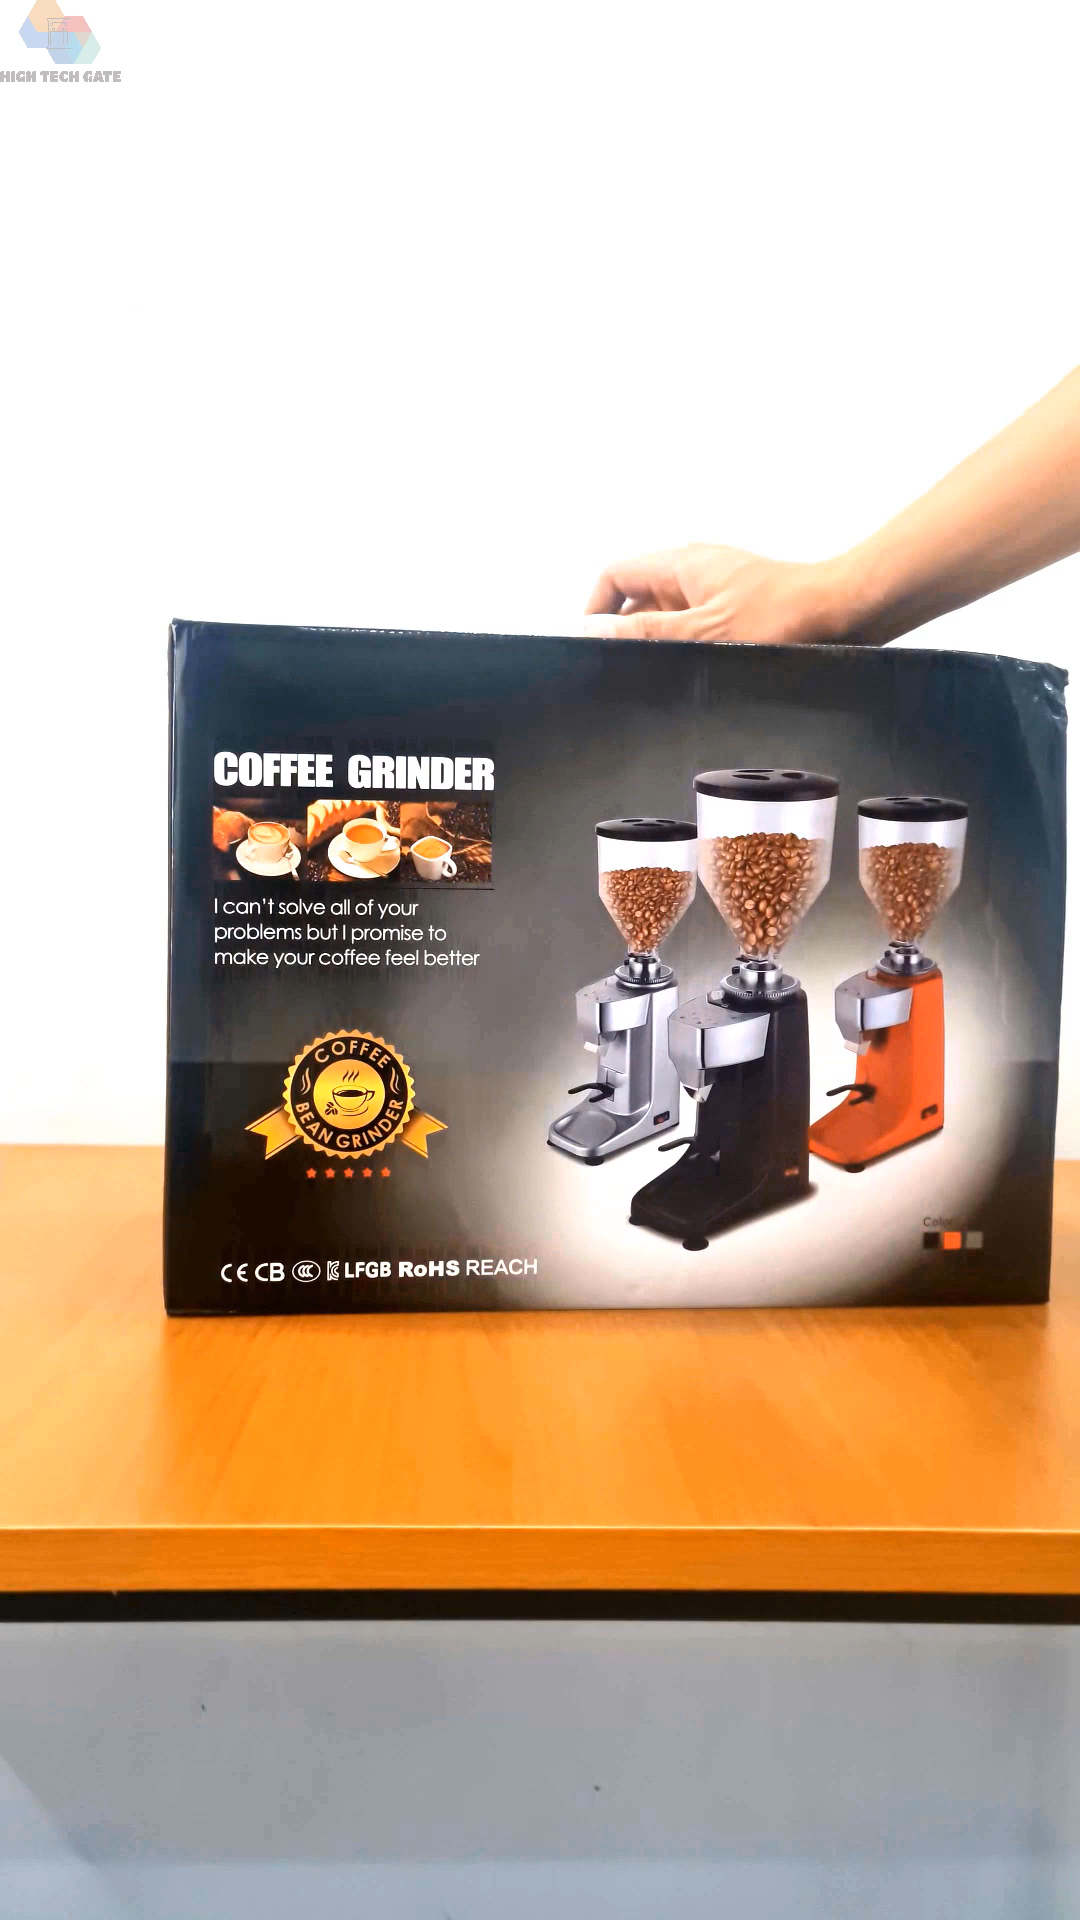 HIGH TECH GATE
COFFEE GRINDER
I can't solve all of your
problems but I promise to
make your coffee feel better
COFFEE
BEAN GRINDER
CE CB CCC LFGB RoHS REACH